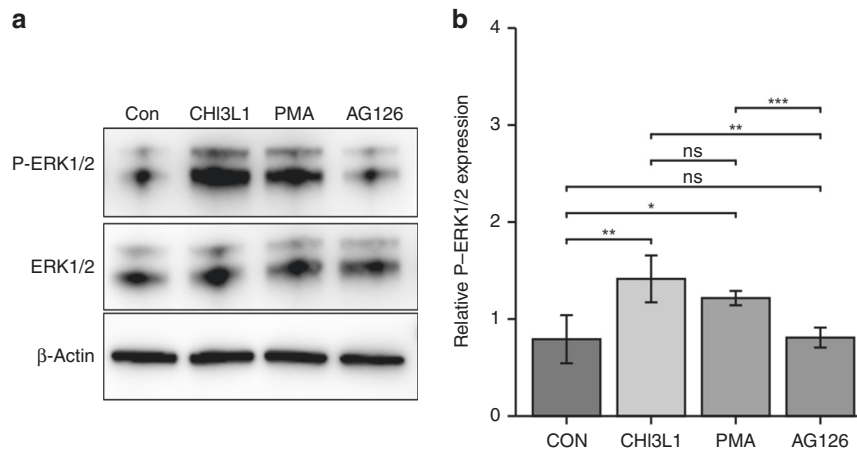 a
Con CHI3L1 PMA AG126
P-ERK1/2
ERK1/2
β-Actin
b
Relative P–ERK1/2 expression
4
3
2
1
0
***
**
ns
ns
*
**
CON CHI3L1 PMA AG126